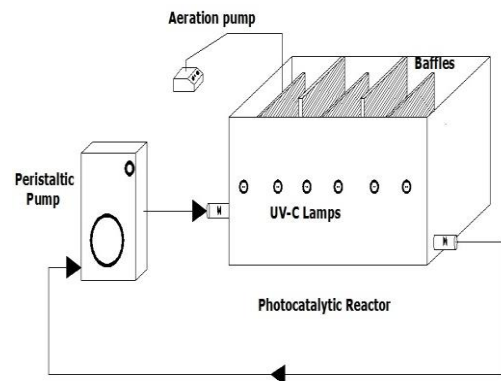 Aeration pump
Baffles
Peristaltic
Pump
UV-C Lamps
Photocatalytic Reactor